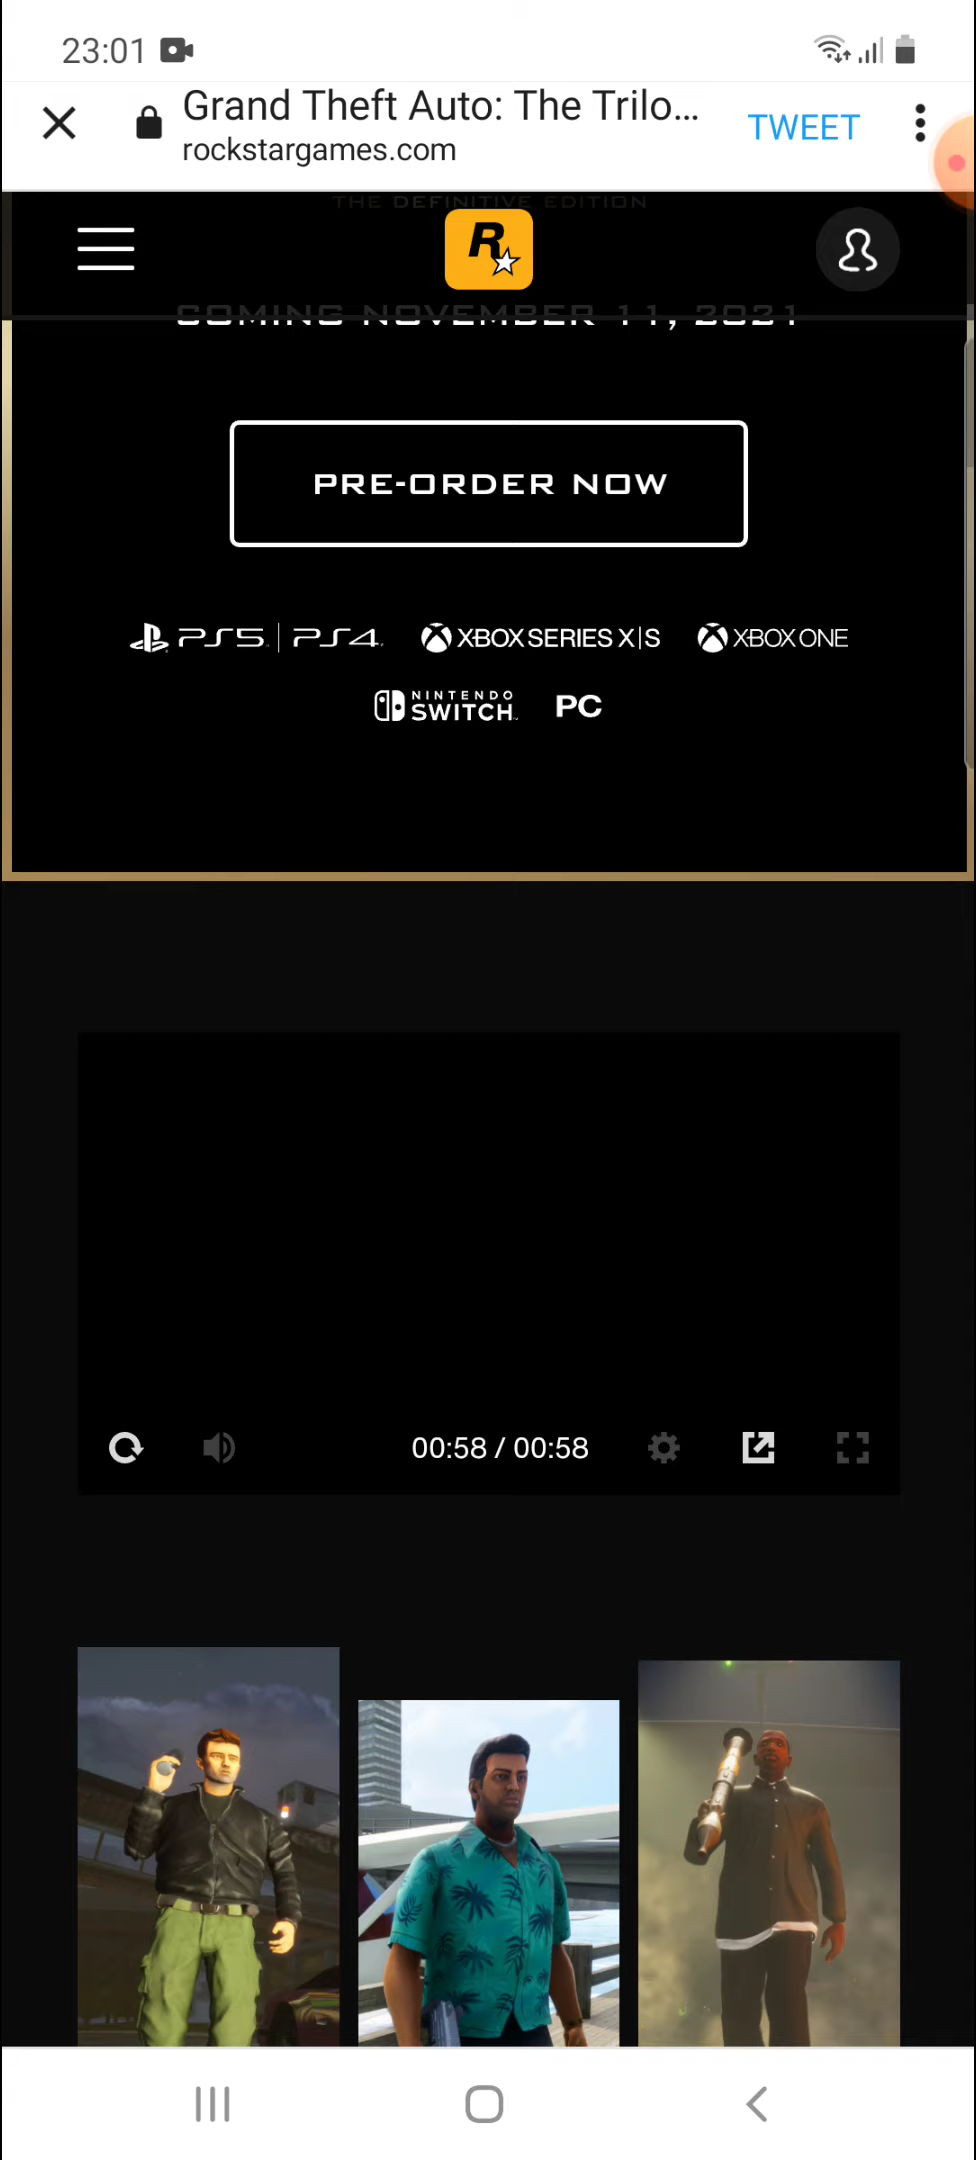 23:01
Grand Theft Auto: The Trilo...
rockstargames.com
TWEET
THE DEFINITIVE EDITION
R
COMING NOVEMBER 11, 2021
PRE-ORDER NOW
PS5 | PS4 XBOX SERIES X|S XBOX ONE
NINTENDO SWITCH PC
00:58 / 00:58